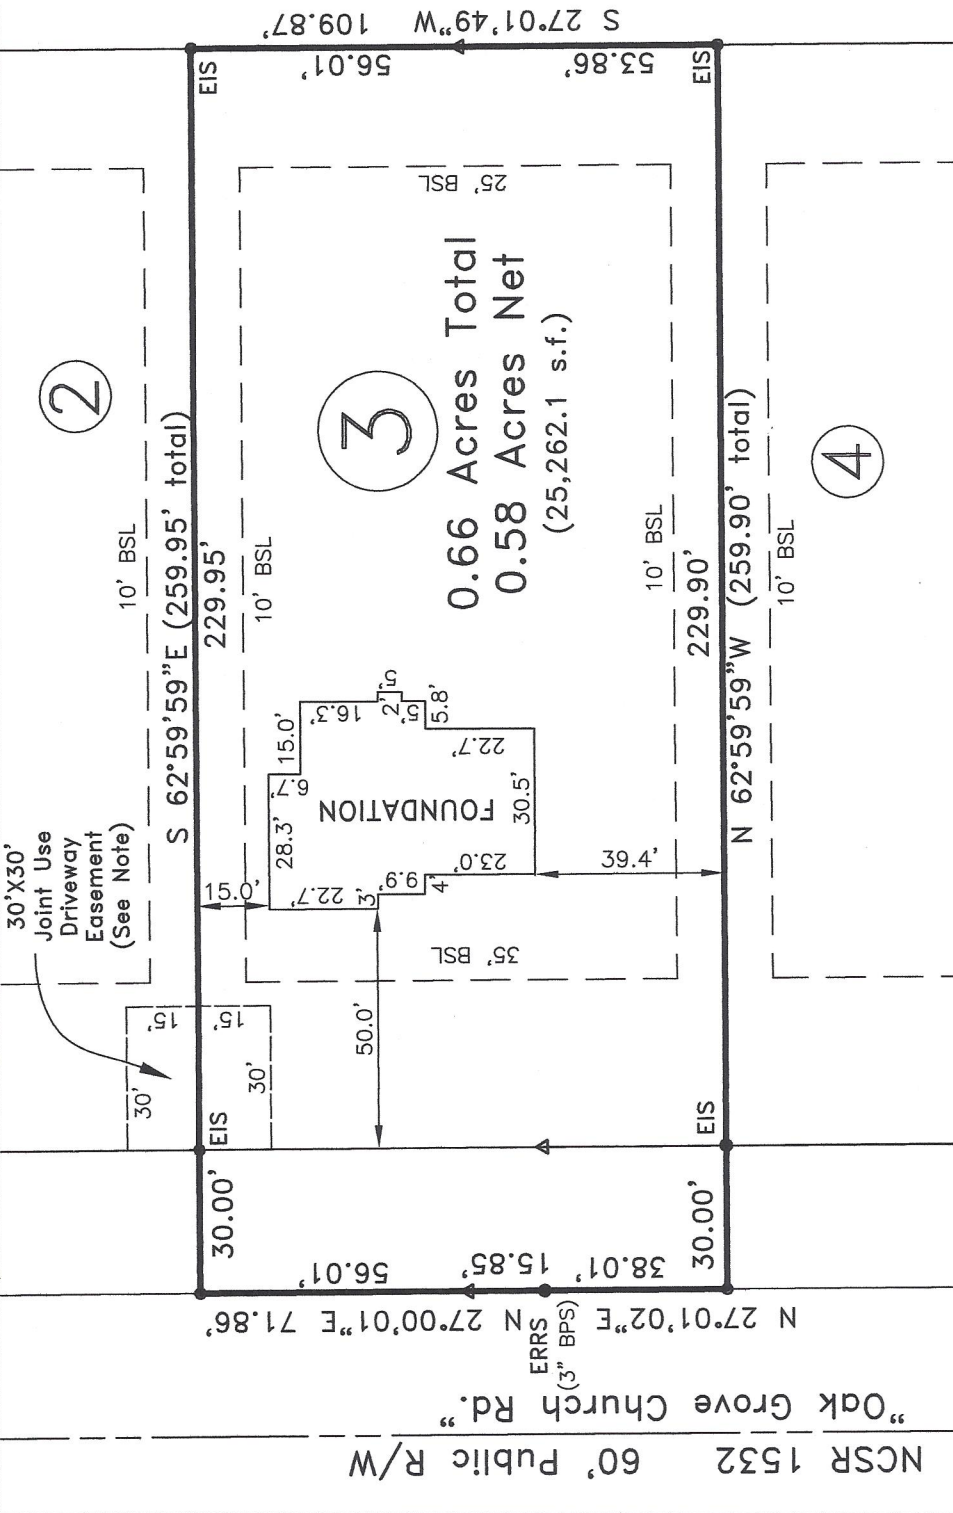 S 27°01'49"W 109.87'
56.01'
53.86'
EIS
EIS
25' BSL
2
10' BSL
S 62°59'59"E (259.95' total)
229.95'
10' BSL
3
0.66 Acres Total
0.58 Acres Net
(25,262.1 s.f.)
10' BSL
229.90'
N 62°59'59"W (259.90' total)
10' BSL
4
30'X30'
Joint Use
Driveway
Easement
(See Note)
FOUNDATION
15.0'
28.3'
6.7'
15.0'
16.3'
2'
5'
5'
5.8'
22.7'
30.5'
23.0'
4'
9.9'
3'
22.7'
39.4'
35' BSL
50.0'
15'
15'
30'
30'
EIS
EIS
30.00'
30.00'
56.01'
15.85'
38.01'
N 27°00'01"E 71.86'
N 27°01'02"E
ERRS
(3" BPS)
"Oak Grove Church Rd."
NCSR 1532 60' Public R/W